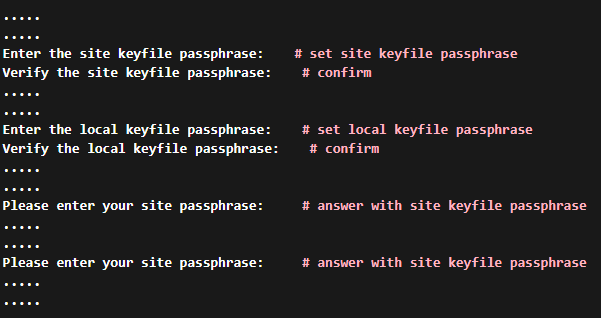 .....
.....
Enter the site keyfile passphrase:    # set site keyfile passphrase
Verify the site keyfile passphrase:    # confirm
.....
.....
Enter the local keyfile passphrase:    # set local keyfile passphrase
Verify the local keyfile passphrase:    # confirm
.....
.....
Please enter your site passphrase:     # answer with site keyfile passphrase
.....
.....
Please enter your site passphrase:     # answer with site keyfile passphrase
.....
.....